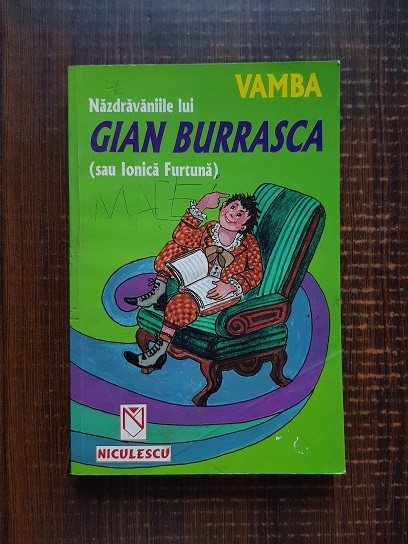 VAMBA
Năzdrăvăniile lui
GIAN BURRASCA
(sau Ionică Furtună)
NICULESCU